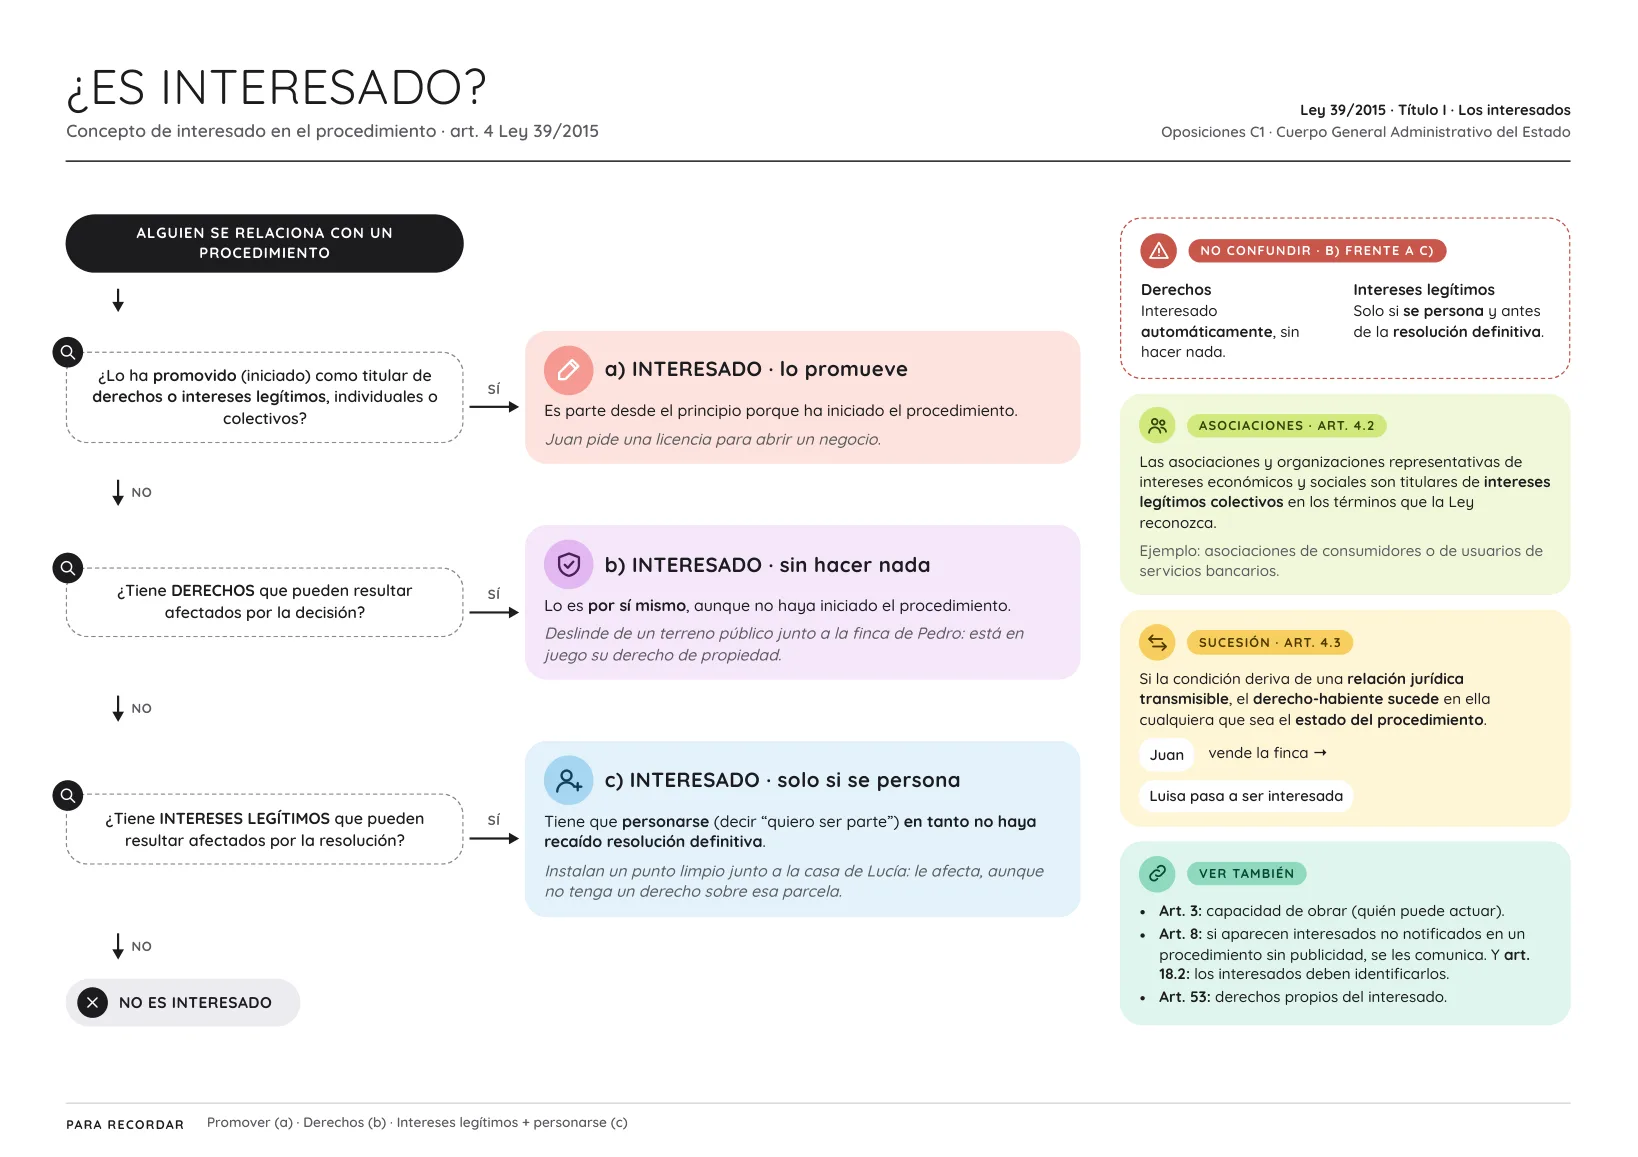 ¿ES INTERESADO?
Concepto de interesado en el procedimiento · art. 4 Ley 39/2015
Ley 39/2015 · Título I · Los interesados
Oposiciones C1 · Cuerpo General Administrativo del Estado
ALGUIEN SE RELACIONA CON UN
PROCEDIMIENTO
¿Lo ha promovido (iniciado) como titular de
derechos o intereses legítimos, individuales o
colectivos?
SÍ
a) INTERESADO · lo promueve
Es parte desde el principio porque ha iniciado el procedimiento.
Juan pide una licencia para abrir un negocio.
NO
¿Tiene DERECHOS que pueden resultar
afectados por la decisión?
SÍ
b) INTERESADO · sin hacer nada
Lo es por sí mismo, aunque no haya iniciado el procedimiento.
Deslinde de un terreno público junto a la finca de Pedro: está en
juego su derecho de propiedad.
NO
¿Tiene INTERESES LEGÍTIMOS que pueden
resultar afectados por la resolución?
SÍ
c) INTERESADO · solo si se persona
Tiene que personarse (decir “quiero ser parte”) en tanto no haya
recaído resolución definitiva.
Instalan un punto limpio junto a la casa de Lucía: le afecta, aunque
no tenga un derecho sobre esa parcela.
NO
NO ES INTERESADO
NO CONFUNDIR · B) FRENTE A C)
Derechos
Interesado
automáticamente, sin
hacer nada.
Intereses legítimos
Solo si se persona y antes
de la resolución definitiva.
ASOCIACIONES · ART. 4.2
Las asociaciones y organizaciones representativas de
intereses económicos y sociales son titulares de intereses
legítimos colectivos en los términos que la Ley
reconozca.
Ejemplo: asociaciones de consumidores o de usuarios de
servicios bancarios.
SUCESIÓN · ART. 4.3
Si la condición deriva de una relación jurídica
transmisible, el derecho-habiente sucede en ella
cualquiera que sea el estado del procedimiento.
Juan vende la finca →
Luisa pasa a ser interesada
VER TAMBIÉN
• Art. 3: capacidad de obrar (quién puede actuar).
• Art. 8: si aparecen interesados no notificados en un
procedimiento sin publicidad, se les comunica. Y art.
18.2: los interesados deben identificarlos.
• Art. 53: derechos propios del interesado.
PARA RECORDAR Promover (a) · Derechos (b) · Intereses legítimos + personarse (c)